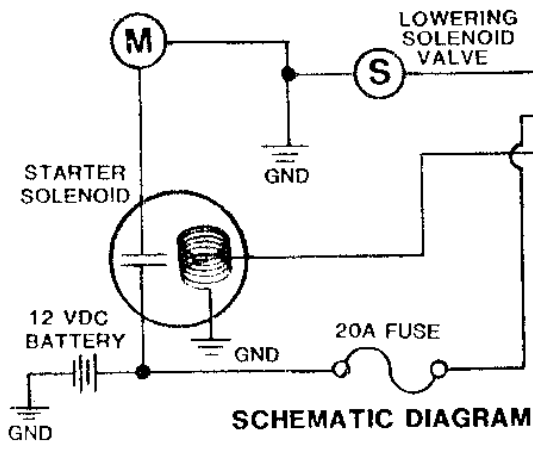 LOWERING
SOLENOID
VALVE
M
S
GND
STARTER
SOLENOID
12 VDC
BATTERY
GND
20A FUSE
GND
SCHEMATIC DIAGRAM